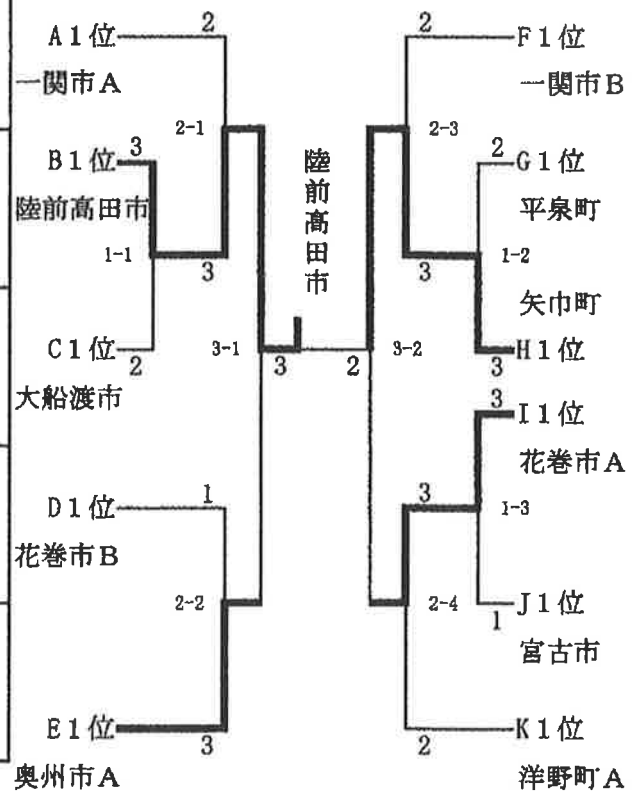 A1位
2
一関市A
2-1
B1位
3
陸前高田市
1-1
3
C1位
2
大船渡市
3-1
3
D1位
1
花巻市B
2-2
E1位
3
奥州市A
陸前高田市
2
F1位
2
一関市B
2-3
2
G1位
平泉町
3
1-2
矢巾町
3-2
H1位
3
3
I1位
花巻市A
3
1-3
2-4
J1位
1
宮古市
K1位
2
洋野町A